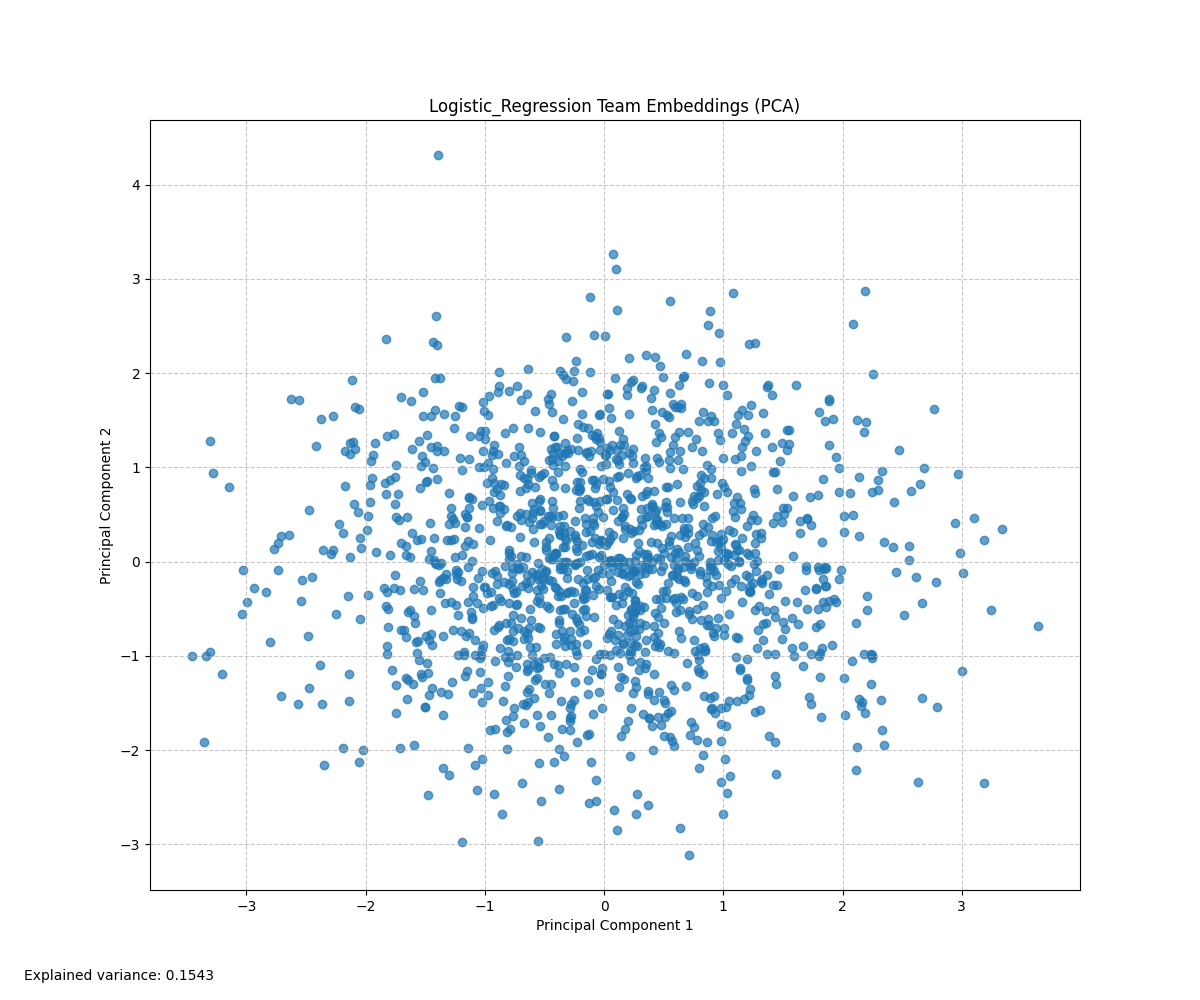 Logistic_Regression Team Embeddings (PCA)
4
3
2
1
0
−1
−2
−3
Principal Component 2
−3 −2 −1 0 1 2 3
Principal Component 1
Explained variance: 0.1543